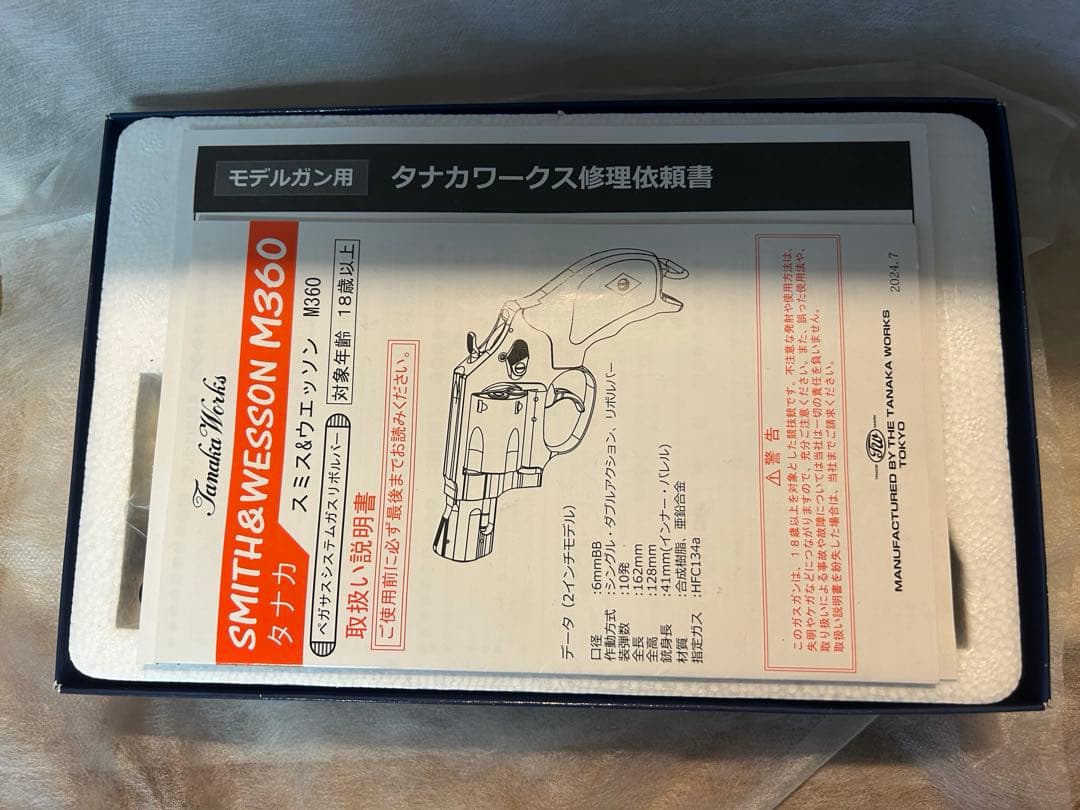 モデルガン用 タナカワークス修理依頼書
Tanaka Works
SMITH&WESSON M360
タナカ スミス&ウエッソン M360
ペガサスシステムガスリボルバー 対象年齢 18歳以上
取扱い説明書
ご使用前に必ず最後までお読みください。
データ(2インチモデル)
口径 :6mmBB
作動方式 :シングル・ダブルアクション、リボルバー
装弾数 :10発
全長 :162mm
全高 :128mm
銃身長 :41mm(インナー・バレル)
材質 :合成樹脂、亜鉛合金
指定ガス :HFC134a
⚠警告
このガスガンは、18歳以上を対象とした競技銃です。不注意な発射や使用方法は、
失明やケガなどにつながりますので、充分ご注意ください。また、誤った使用法や、
取り扱いによる事故や故障については当社は一切の責任を負いません。
取扱い説明書を紛失した場合は、当社までご請求ください。
TRADE TW MARK
MANUFACTURED BY THE TANAKA WORKS
TOKYO
2024.7